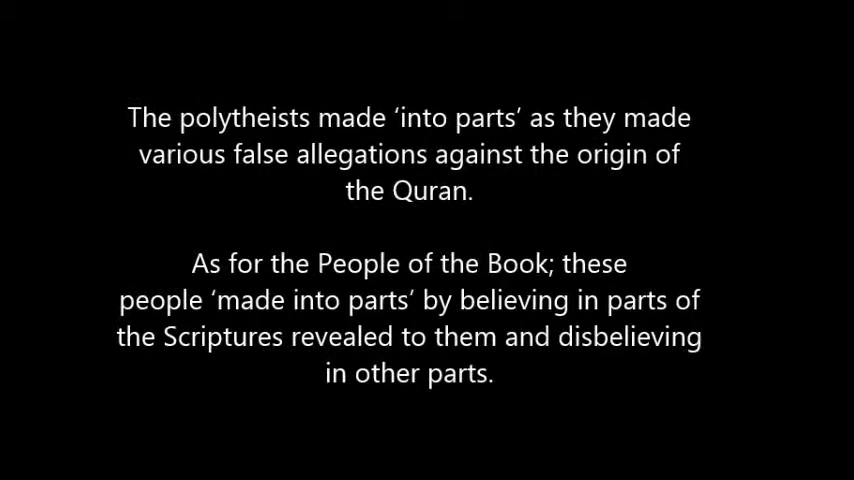 The polytheists made ‘into parts’ as they made
various false allegations against the origin of
the Quran.
As for the People of the Book; these
people ‘made into parts’ by believing in parts of
the Scriptures revealed to them and disbelieving
in other parts.